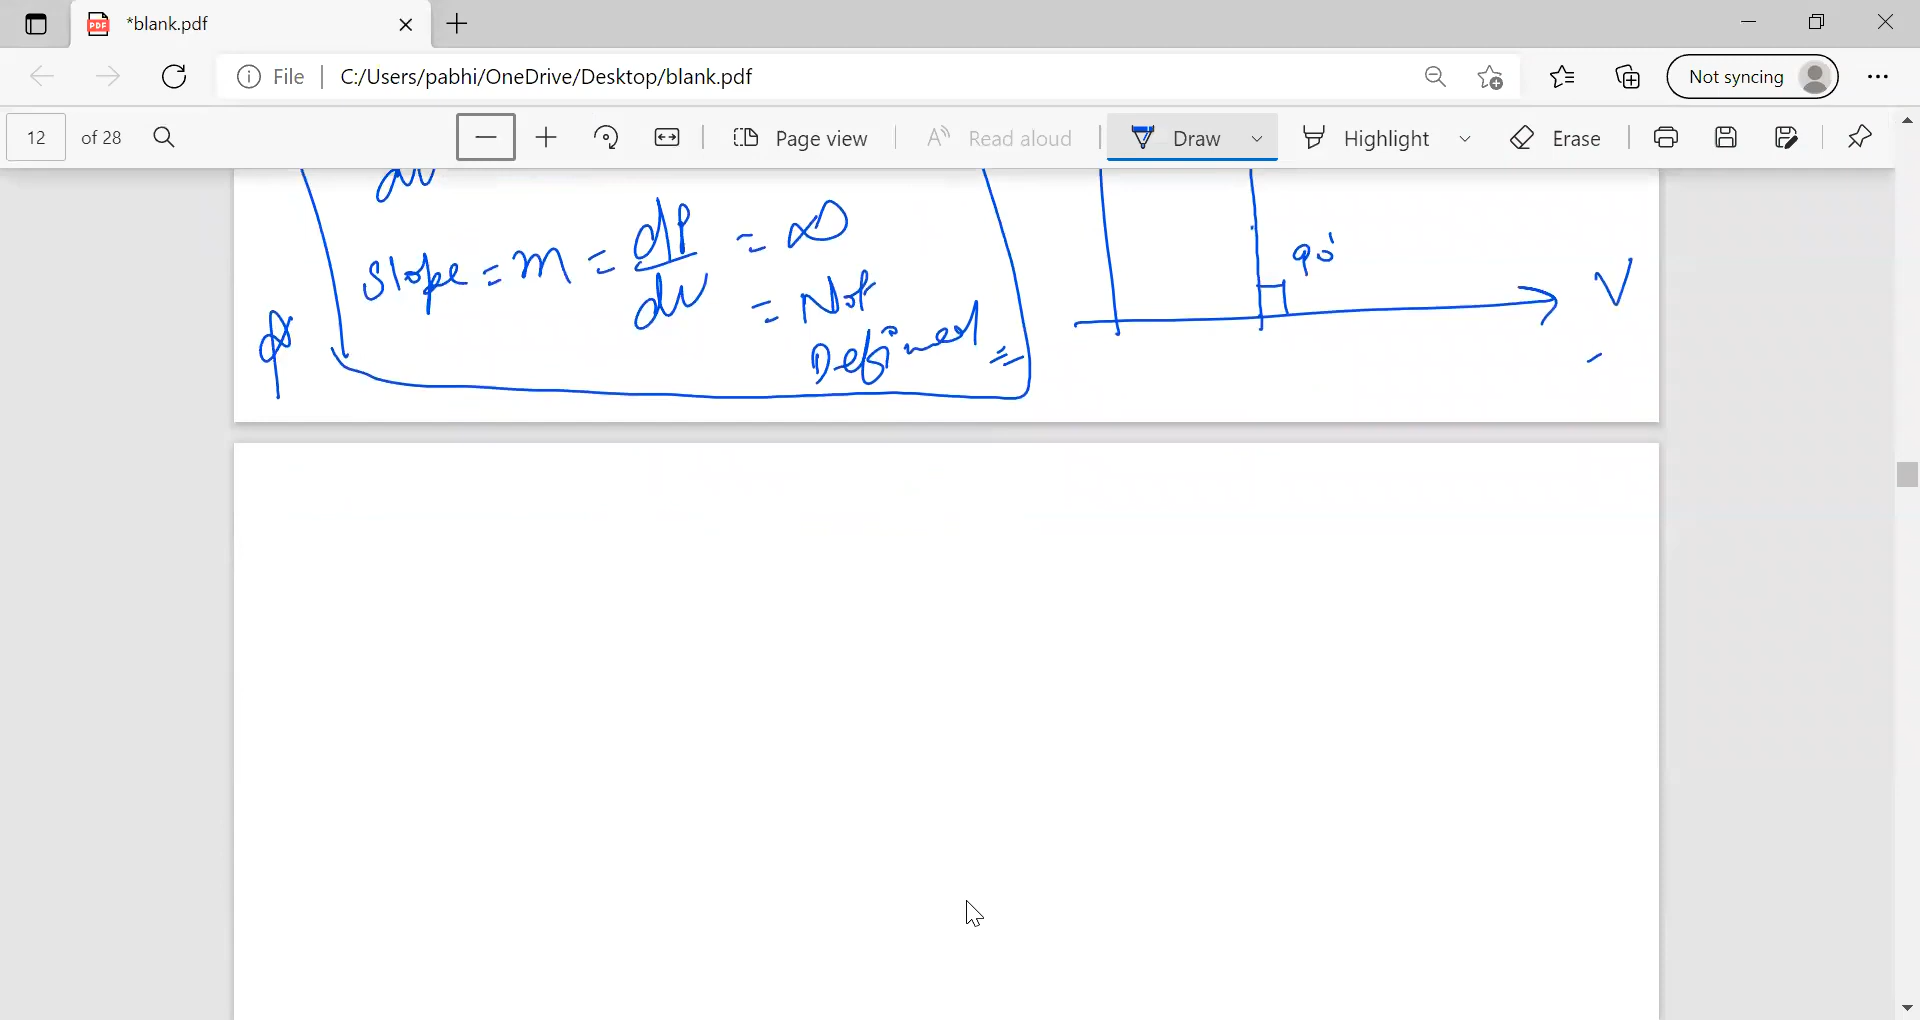 *blank.pdf
File C:/Users/pabhi/OneDrive/Desktop/blank.pdf Not syncing
12 of 28 Page view Read aloud Draw Highlight Erase
dv
Slope = m = dP/dv = ∞
= Not Defined
90°
V